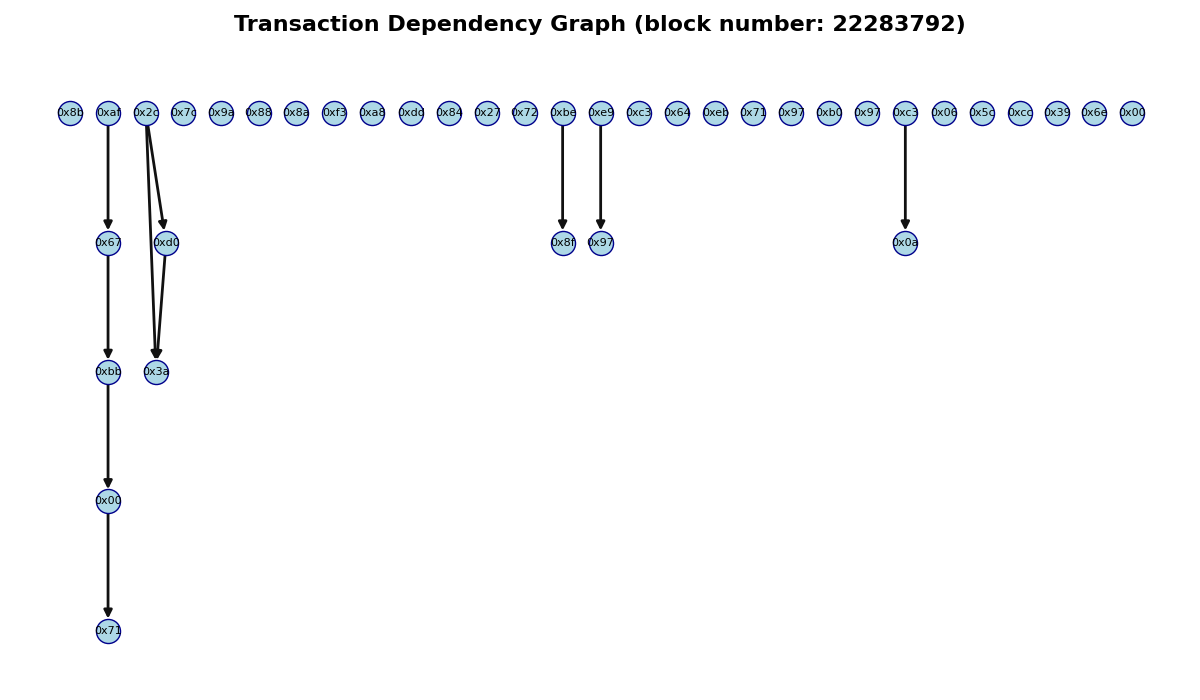 Transaction Dependency Graph (block number: 22283792)
0x8b 0xaf 0x2c 0x7c 0x9a 0x88 0x8a 0xf3 0xa8 0xdc 0x84 0x27 0x72 0xbe 0xe9 0xc3 0x64 0xeb 0x71 0x97 0xb0 0x97 0xc3 0x06 0x5c 0xcc 0x39 0x6e 0x00
0x67 0xd0 0x8f 0x97 0x0a
0xbb 0x3a
0x00
0x71